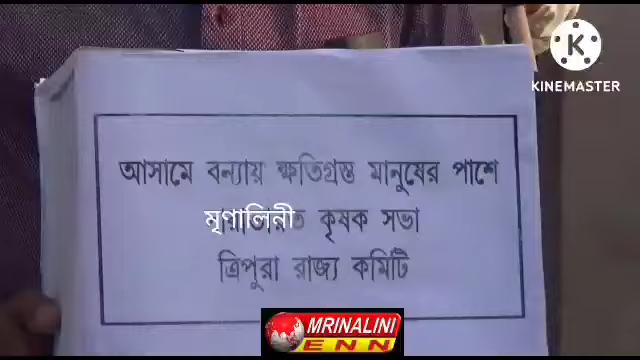 KINEMASTER
আসামে বন্যায় ক্ষতিগ্রস্ত মানুষের পাশে
মৃণালিনী কৃষক সভা
ত্রিপুরা রাজ্য কমিটি
MRINALINI
ENN